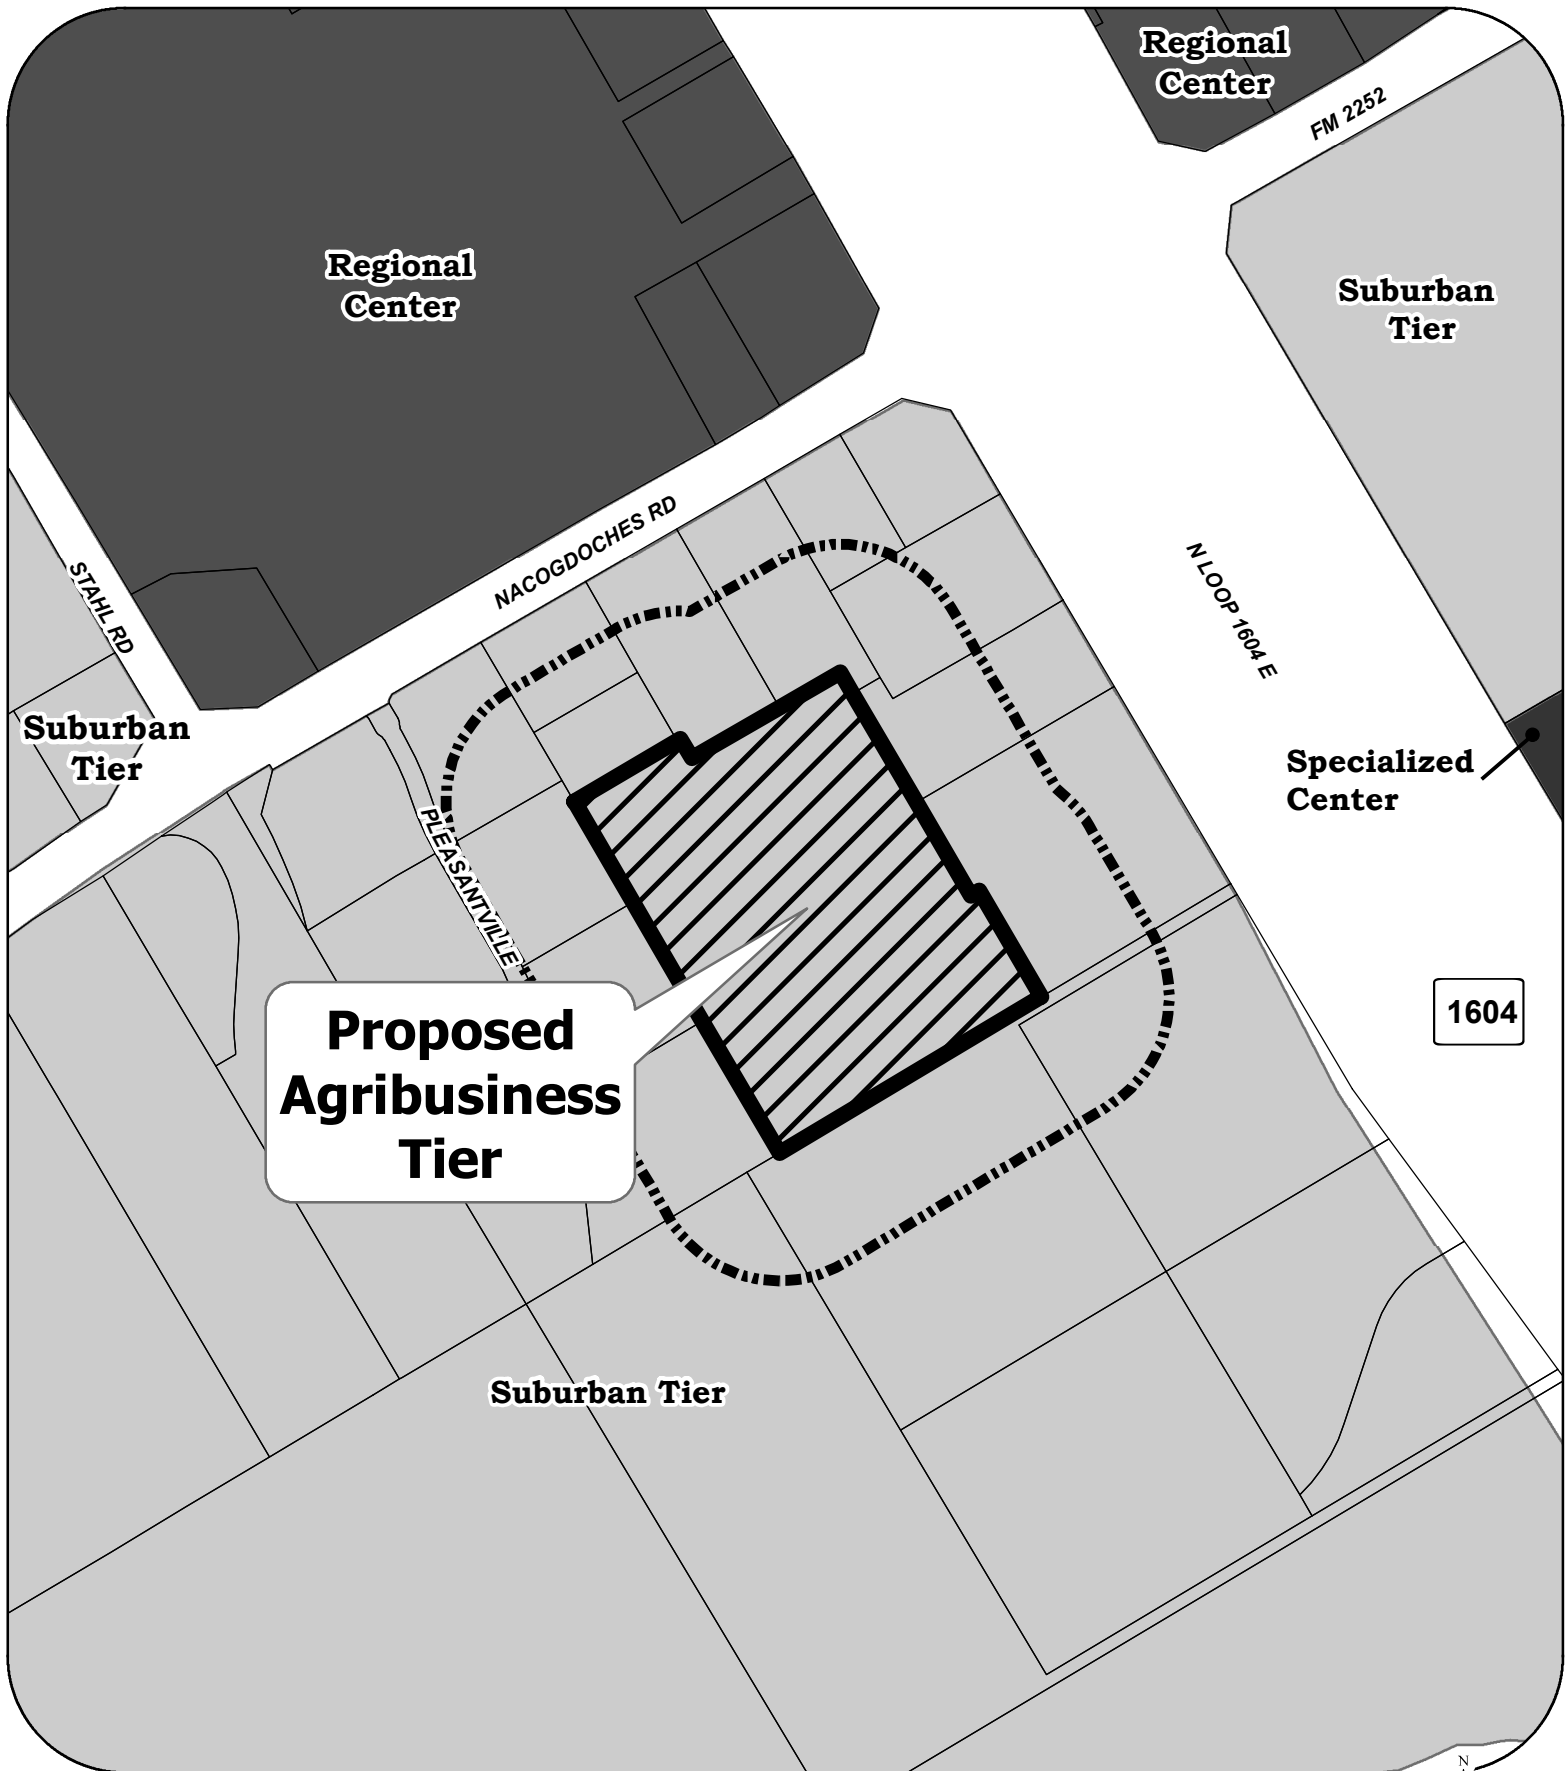 Regional
Center
FM 2252
Regional
Center
Suburban
Tier
NACOGDOCHES RD
STAHL RD
N LOOP 1604 E
Suburban
Tier
Specialized
Center
PLEASANTVILLE
1604
Proposed
Agribusiness
Tier
Suburban Tier
N